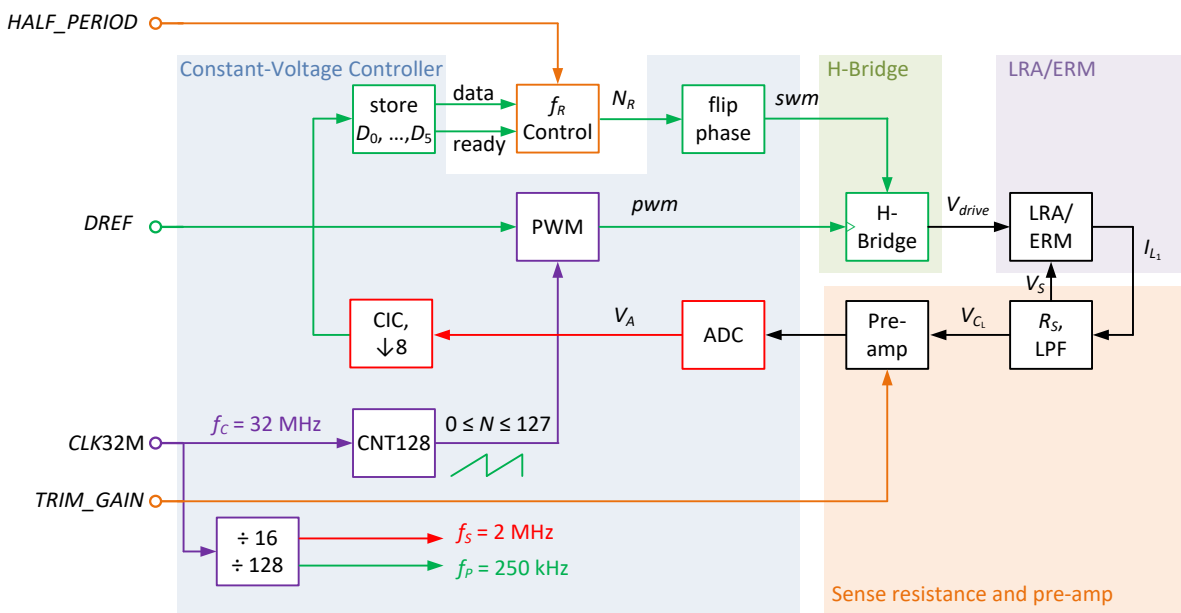 HALF_PERIOD
Constant-Voltage Controller
H-Bridge
LRA/ERM
store
D0, ...,D5
data
ready
fR
Control
NR
flip
phase
swm
DREF
PWM
pwm
H-
Bridge
Vdrive
LRA/
ERM
IL1
VS
CIC,
↓8
VA
ADC
Pre-
amp
VCL
RS,
LPF
CLK32M
fC = 32 MHz
CNT128
0 ≤ N ≤ 127
TRIM_GAIN
÷ 16
÷ 128
fS = 2 MHz
fP = 250 kHz
Sense resistance and pre-amp